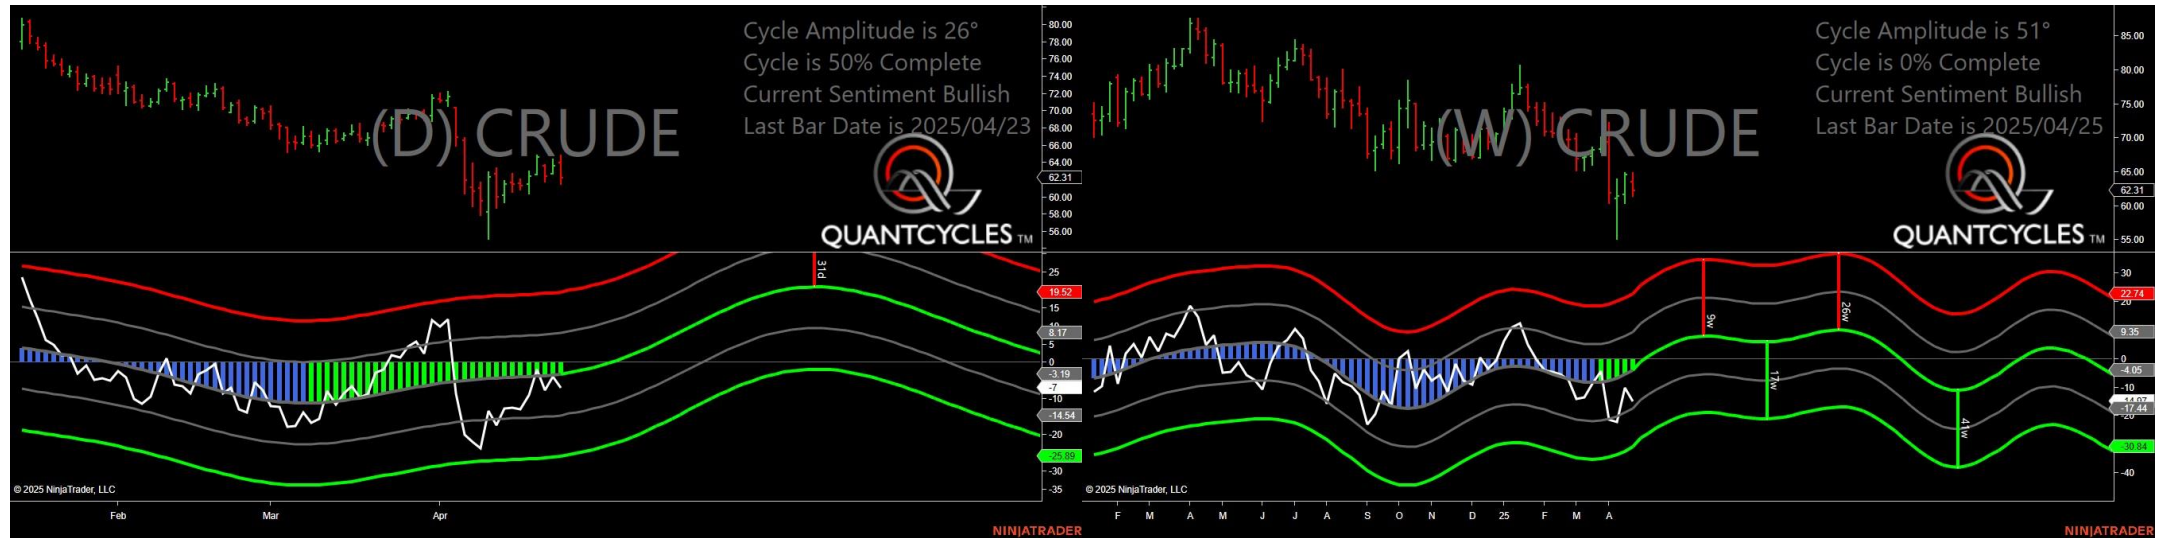 Cycle Amplitude is 26°
Cycle is 50% Complete
Current Sentiment Bullish
Last Bar Date is 2025/04/23
(D) CRUDE
QUANTCYCLES TM
80.00
78.00
76.00
74.00
72.00
70.00
68.00
66.00
64.00
62.31
60.00
58.00
56.00
31d
25
19.52
15
10
8.17
5
0
-3.19
-7
-10
-14.54
-20
-25.89
-30
-35
© 2025 NinjaTrader, LLC
Feb
Mar
Apr
NINJATRADER
Cycle Amplitude is 51°
Cycle is 0% Complete
Current Sentiment Bullish
Last Bar Date is 2025/04/25
(W) CRUDE
QUANTCYCLES TM
85.00
80.00
75.00
70.00
65.00
62.31
60.00
55.00
9w
26w
17w
41w
30
22.74
20
9.35
0
-4.05
-10
-14.97
-17.44
-20
-30.84
-40
© 2025 NinjaTrader, LLC
F M A M J J A S O N D 25 F M A
NINJATRADER